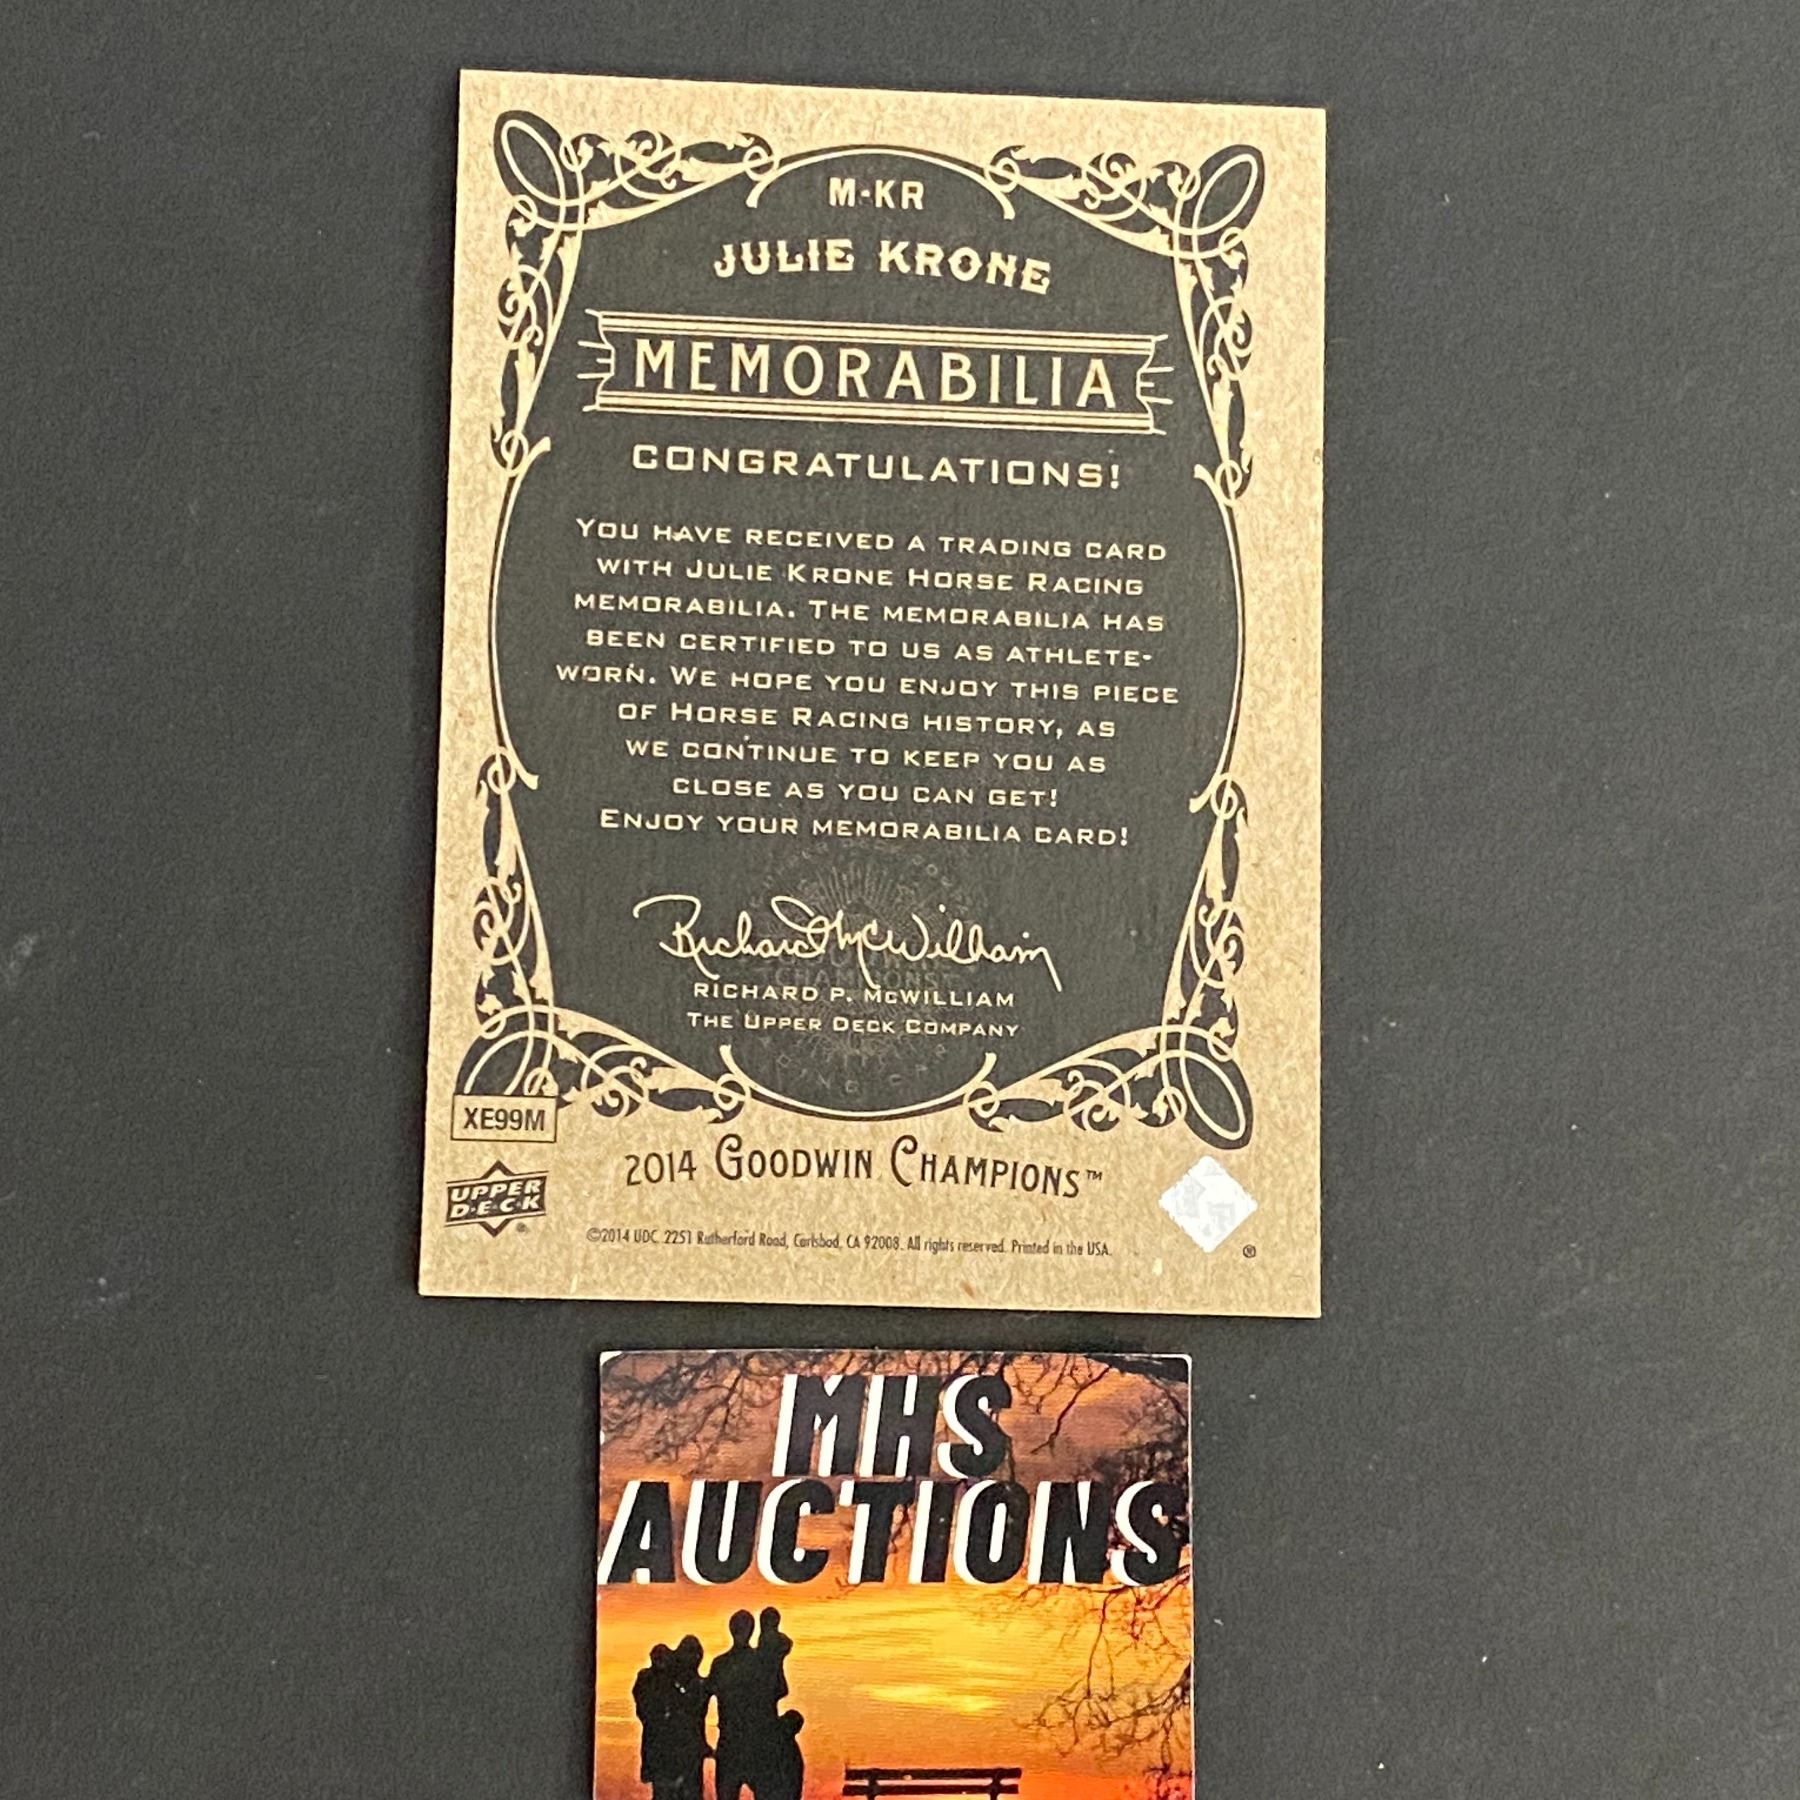 M-KR
JULIE KRONE
MEMORABILIA
CONGRATULATIONS!
YOU HAVE RECEIVED A TRADING CARD
WITH JULIE KRONE HORSE RACING
MEMORABILIA. THE MEMORABILIA HAS
BEEN CERTIFIED TO US AS ATHLETE-
WORN. WE HOPE YOU ENJOY THIS PIECE
OF HORSE RACING HISTORY, AS
WE CONTINUE TO KEEP YOU AS
CLOSE AS YOU CAN GET!
ENJOY YOUR MEMORABILIA CARD!
Richard McWilliam
RICHARD P. McWILLIAM
THE UPPER DECK COMPANY
XE99M
UPPER
DECK
2014 GOODWIN CHAMPIONS™
©2014 UDC. 2251 Rutherford Road, Carlsbad, CA 92008. All rights reserved. Printed in the USA.
®
MHS
AUCTIONS